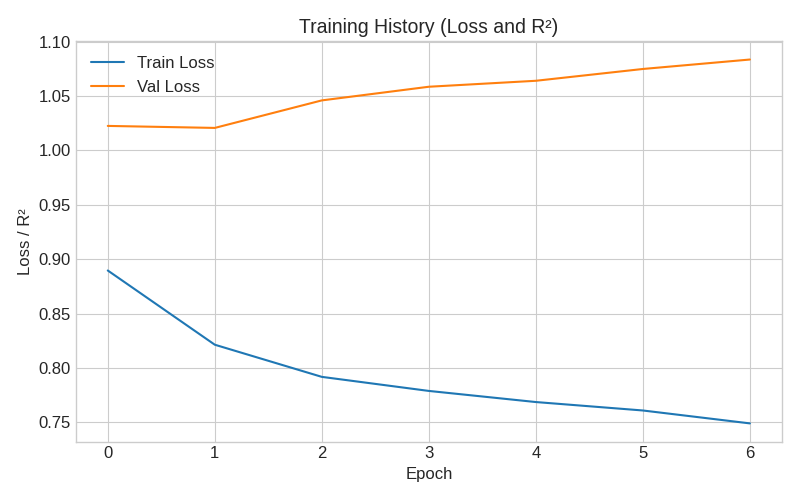 Training History (Loss and R²)
Train Loss
Val Loss
1.10
1.05
1.00
0.95
0.90
0.85
0.80
0.75
Loss / R²
0 1 2 3 4 5 6
Epoch